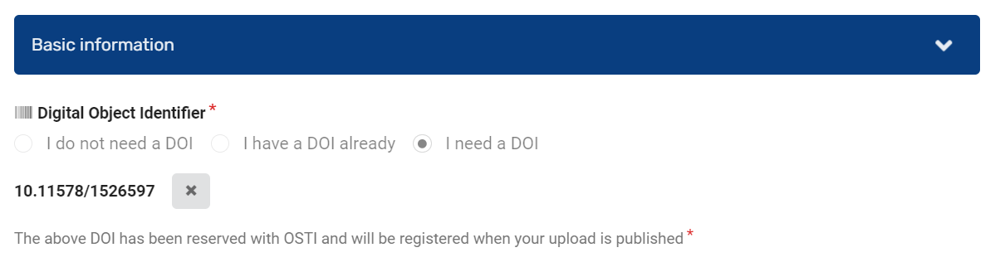 Basic information
Digital Object Identifier *
I do not need a DOI I have a DOI already I need a DOI
10.11578/1526597
The above DOI has been reserved with OSTI and will be registered when your upload is published *